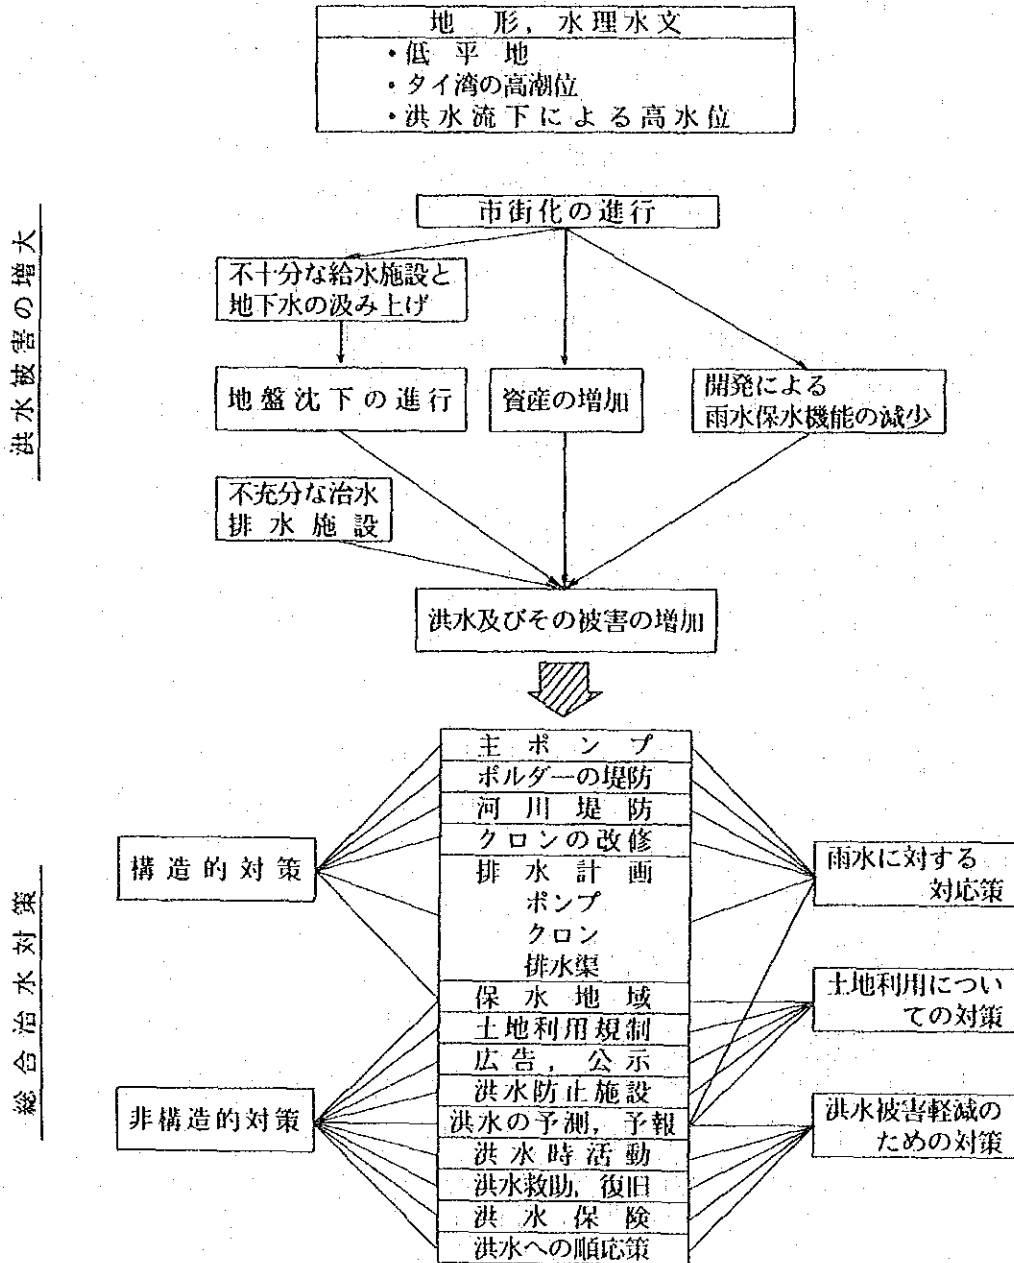 地形，水理水文
・低平地
・タイ湾の高潮位
・洪水流下による高水位
洪水被害の増大
市街化の進行
不十分な給水施設と
地下水の汲み上げ
地盤沈下の進行
資産の増加
開発による
雨水保水機能の減少
不充分な治水
排水施設
洪水及びその被害の増加
総合治水対策
構造的対策
非構造的対策
主ポンプ
ポルダーの堤防
河川堤防
クロンの改修
排水計画
ポンプ
クロン
排水渠
保水地域
土地利用規制
広告，公示
洪水防止施設
洪水の予測，予報
洪水時活動
洪水救助，復旧
洪水保険
洪水への順応策
雨水に対する
対応策
土地利用につい
ての対策
洪水被害軽減の
ための対策